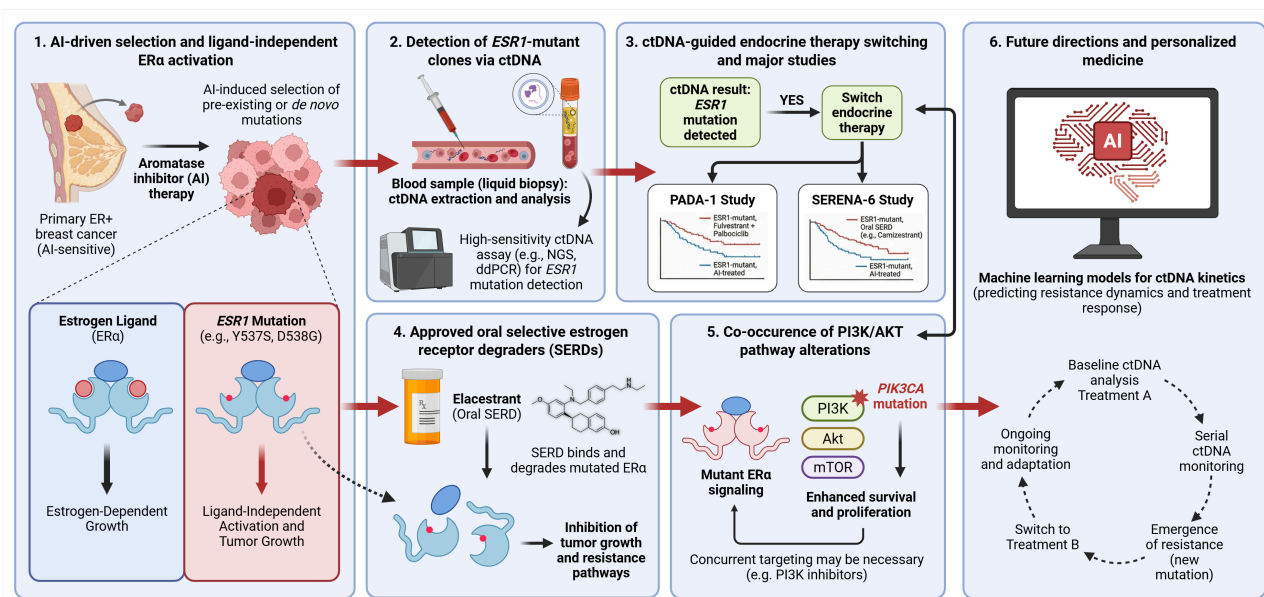 1. AI-driven selection and ligand-independent
ERα activation
AI-induced selection of
pre-existing or de novo
mutations
Aromatase
inhibitor (AI)
therapy
Primary ER+
breast cancer
(AI-sensitive)
Estrogen Ligand
(ERα)
Estrogen-Dependent
Growth
ESR1 Mutation
(e.g., Y537S, D538G)
Ligand-Independent
Activation and
Tumor Growth
2. Detection of ESR1-mutant
clones via ctDNA
Blood sample (liquid biopsy):
ctDNA extraction and analysis
High-sensitivity ctDNA
assay (e.g., NGS,
ddPCR) for ESR1
mutation detection
3. ctDNA-guided endocrine therapy switching
and major studies
ctDNA result:
ESR1
mutation
detected
YES
Switch
endocrine
therapy
PADA-1 Study
ESR1-mutant,
Fulvestrant +
Palbociclib
ESR1-mutant,
AI-treated
SERENA-6 Study
ESR1-mutant,
Oral SERD
(e.g., Camizestrant)
ESR1-mutant,
AI-treated
4. Approved oral selective estrogen
receptor degraders (SERDs)
Rx
Elacestrant
(Oral SERD)
HN
N
O
OH
SERD binds and
degrades mutated ERα
Inhibition of
tumor growth
and resistance
pathways
5. Co-occurence of PI3K/AKT
pathway alterations
PIK3CA
mutation
PI3K
Akt
mTOR
Mutant ERα
signaling
Enhanced survival
and proliferation
Concurrent targeting may be necessary
(e.g. PI3K inhibitors)
6. Future directions and personalized
medicine
AI
Machine learning models for ctDNA kinetics
(predicting resistance dynamics and treatment
response)
Baseline ctDNA
analysis
Treatment A
Serial
ctDNA
monitoring
Emergence
of resistance
(new
mutation)
Switch to
Treatment B
Ongoing
monitoring
and adaptation